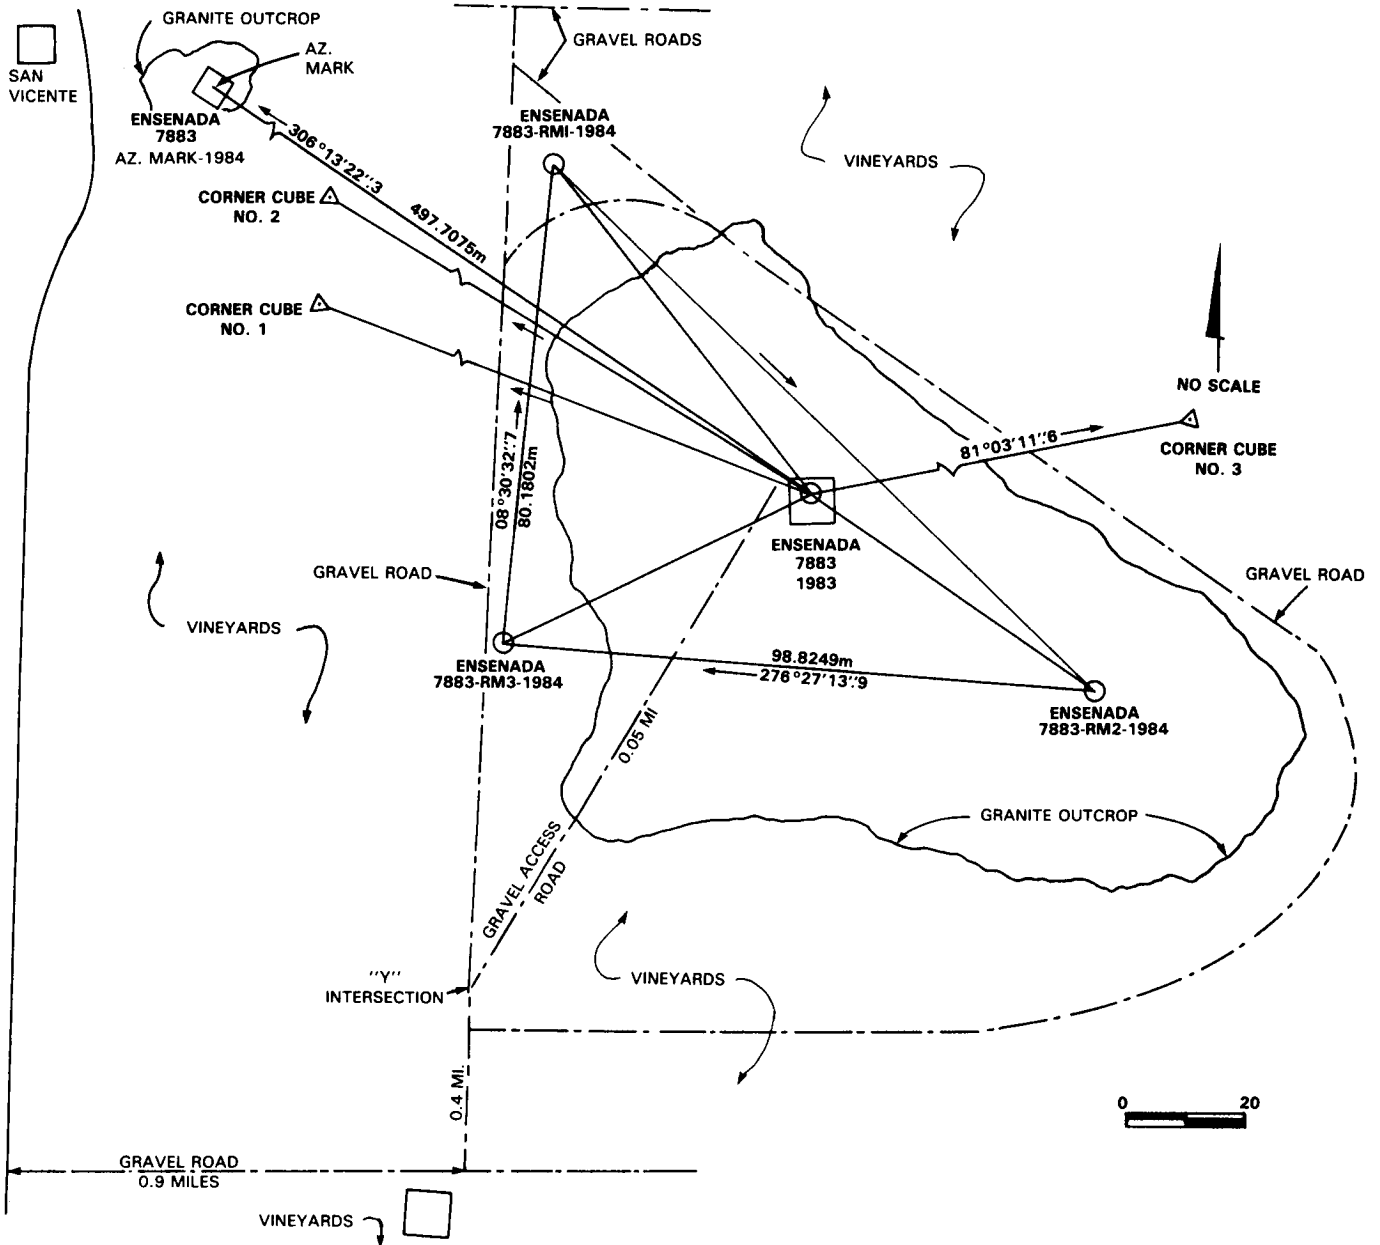 GRANITE OUTCROP
AZ.
MARK
SAN
VICENTE
ENSENADA
7883
AZ. MARK-1984
GRAVEL ROADS
ENSENADA
7883-RM1-1984
VINEYARDS
306°13'22".3
497.7075m
CORNER CUBE
NO. 2
CORNER CUBE
NO. 1
NO SCALE
81°03'11".6
CORNER CUBE
NO. 3
08°30'32".7
80.1802m
ENSENADA
7883
1983
GRAVEL ROAD
GRAVEL ROAD
VINEYARDS
ENSENADA
7883-RM3-1984
98.8249m
276°27'13".9
ENSENADA
7883-RM2-1984
0.05 MI
GRANITE OUTCROP
GRAVEL ACCESS
ROAD
"Y"
INTERSECTION
VINEYARDS
0.4 MI.
0 20
GRAVEL ROAD
0.9 MILES
VINEYARDS